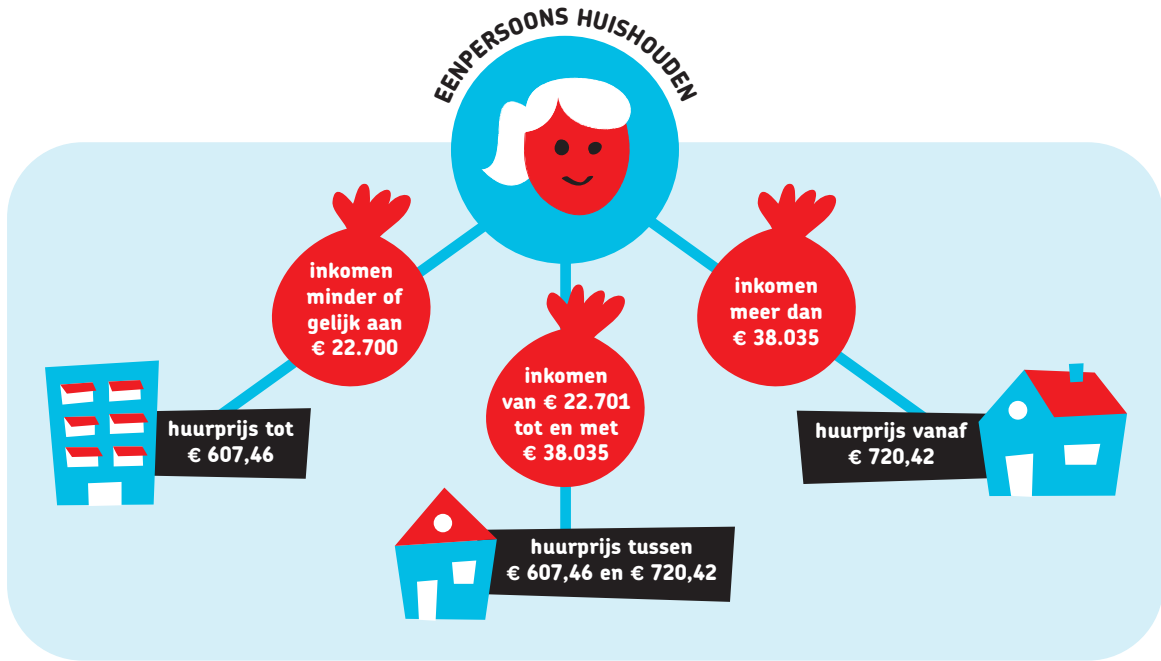 EENPERSOONS HUISHOUDEN
inkomen
minder of
gelijk aan
€ 22.700
huurprijs tot
€ 607,46
inkomen
van € 22.701
tot en met
€ 38.035
huurprijs tussen
€ 607,46 en € 720,42
inkomen
meer dan
€ 38.035
huurprijs vanaf
€ 720,42